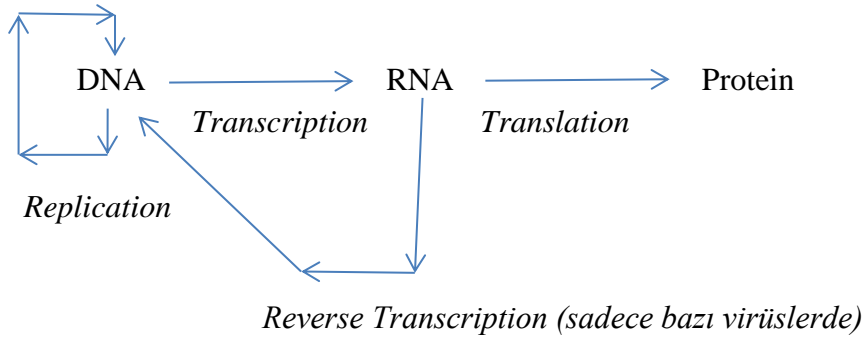 DNA RNA Protein
Transcription Translation
Replication
Reverse Transcription (sadece bazı virüslerde)